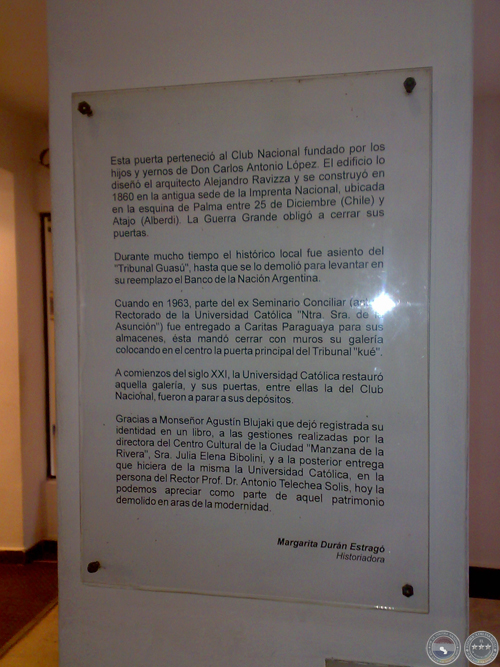 Esta puerta perteneció al Club Nacional fundado por los
hijos y yernos de Don Carlos Antonio López. El edificio lo
diseñó el arquitecto Alejandro Ravizza y se construyó en
1860 en la antigua sede de la Imprenta Nacional, ubicada
en la esquina de Palma entre 25 de Diciembre (Chile) y
Atajo (Alberdi). La Guerra Grande obligó a cerrar sus
puertas.
Durante mucho tiempo el histórico local fue asiento del
"Tribunal Guasú", hasta que se lo demolió para levantar en
su reemplazo el Banco de la Nación Argentina.
Cuando en 1963, parte del ex Seminario Conciliar
Rectorado de la Universidad Católica "Ntra. Sra. de la
Asunción") fue entregado a Caritas Paraguaya para sus
almacenes, ésta mandó cerrar con muros su galería
colocando en el centro la puerta principal del Tribunal "kué".
A comienzos del siglo XXI, la Universidad Católica restauró
aquella galería, y sus puertas, entre ellas la del Club
Nacional, fueron a parar a sus depósitos.
Gracias a Monseñor Agustín Blujaki que dejó registrada su
identidad en un libro, a las gestiones realizadas por la
directora del Centro Cultural de la Ciudad "Manzana de la
Rivera", Sra. Julia Elena Bibolini, y a la posterior entrega
que hiciera de la misma la Universidad Católica, en la
persona del Rector Prof. Dr. Antonio Telechea Solís, hoy la
podemos apreciar como parte de aquel patrimonio
demolido en aras de la modernidad.
Margarita Durán Estragó
Historiadora